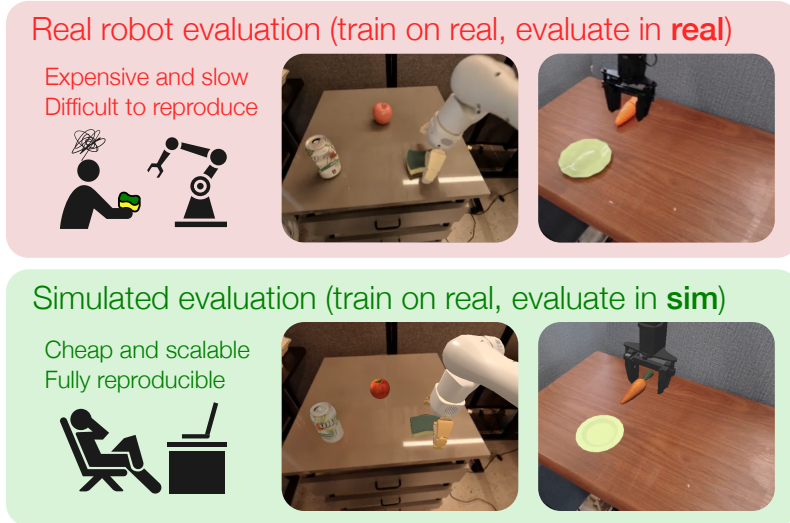 Real robot evaluation (train on real, evaluate in real)
Expensive and slow
Difficult to reproduce
Simulated evaluation (train on real, evaluate in sim)
Cheap and scalable
Fully reproducible